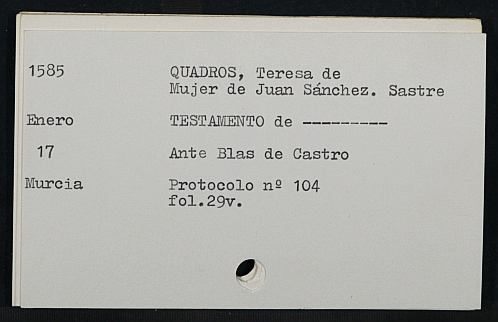 1585 QUADROS, Teresa de
Mujer de Juan Sánchez. Sastre
Enero TESTAMENTO de ---------
17 Ante Blas de Castro
Murcia Protocolo nº 104
fol.29v.